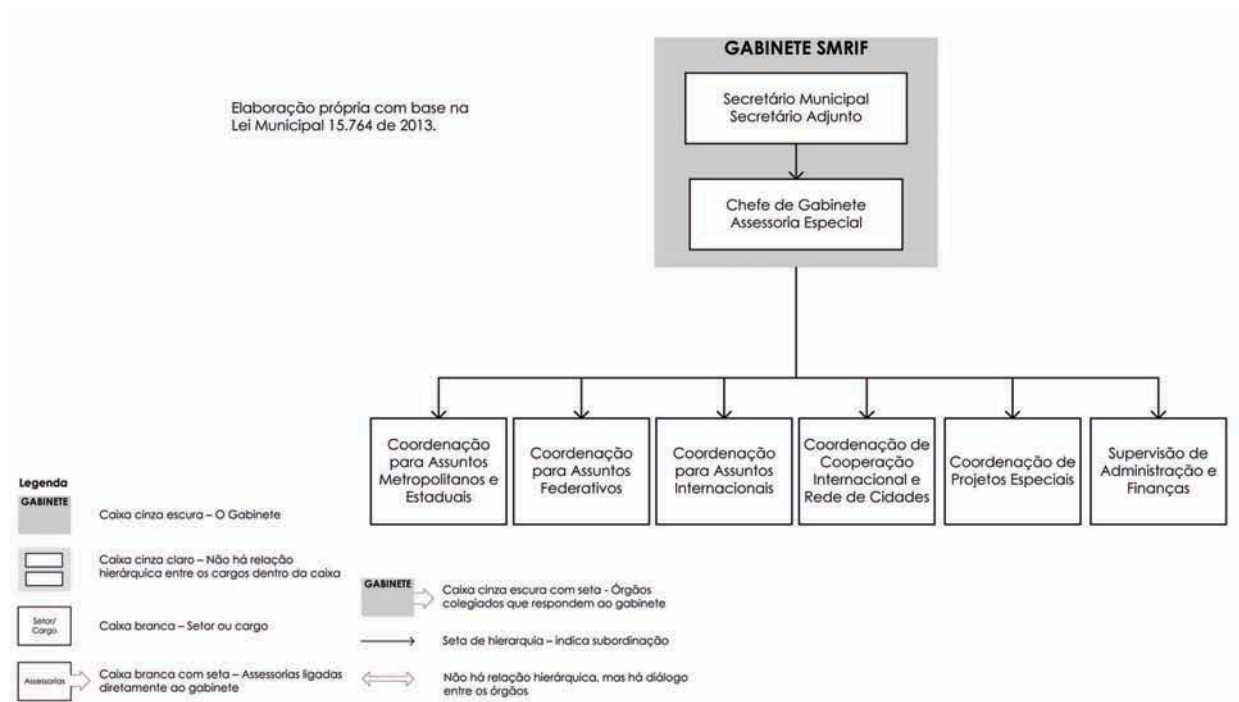 GABINETE SMRIF
Secretário Municipal
Secretário Adjunto
Elaboração própria com base na
Lei Municipal 15.764 de 2013.
Chefe de Gabinete
Assessoria Especial
Coordenação
para Assuntos
Metropolitanos e
Estaduais
Coordenação
para Assuntos
Federativos
Coordenação
para Assuntos
Internacionais
Coordenação de
Cooperação
Internacional e
Rede de Cidades
Coordenação de
Projetos Especiais
Supervisão de
Administração e
Finanças
Legenda
GABINETE
Caixa cinza escura – O Gabinete
Caixa cinza claro – Não há relação
hierárquica entre os cargos dentro da caixa
Setor/
Cargo
Caixa branca – Setor ou cargo
Assessorias
Caixa branca com seta – Assessorias ligadas
diretamente ao gabinete
GABINETE
Caixa cinza escura com seta - Órgãos
colegiados que respondem ao gabinete
Seta de hierarquia – indica subordinação
Não há relação hierárquica, mas há diálogo
entre os órgãos